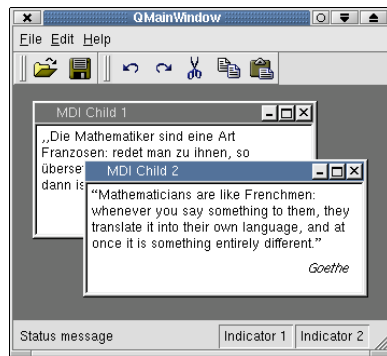 QMainWindow
File Edit Help
MDI Child 1
,,Die Mathematiker sind eine Art
Franzosen: redet man zu ihnen, so
dann
MDI Child 2
“Mathematicians are like Frenchmen:
whenever you say something to them, they
translate it into their own language, and at
once it is something entirely different.”
Goethe
Status message
Indicator 1
Indicator 2